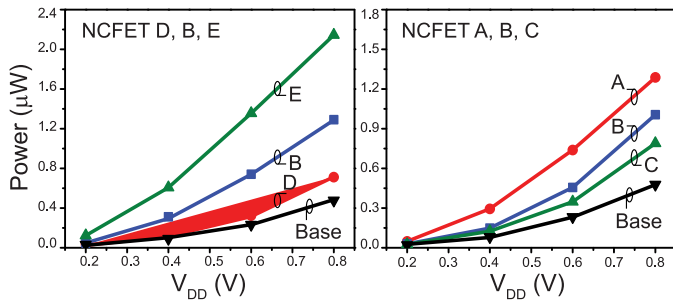 NCFET D, B, E
NCFET A, B, C
Power (μW)
2.4
2.0
1.6
1.2
0.8
0.4
0.0
E
B
D
Base
0.2 0.3 0.4 0.5 0.6 0.7 0.8
V_DD (V)
1.8
1.5
1.2
0.9
0.6
0.3
0.0
A
B
C
Base
0.2 0.3 0.4 0.5 0.6 0.7 0.8
V_DD (V)